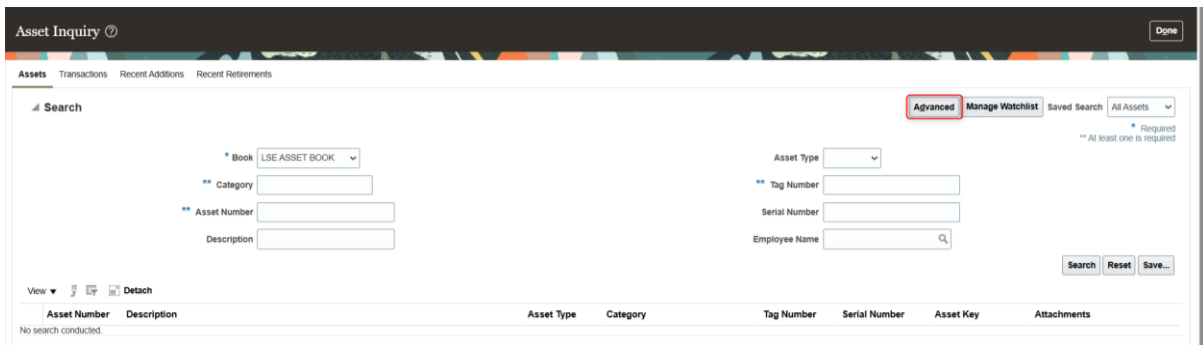 Asset Inquiry
Done
Assets Transactions Recent Additions Recent Retirements
Search
Advanced Manage Watchlist Saved Search All Assets
* Required
** At least one is required
* Book LSE ASSET BOOK Asset Type
** Category ** Tag Number
** Asset Number Serial Number
Description Employee Name
Search Reset Save...
View Detach
Asset Number Description Asset Type Category Tag Number Serial Number Asset Key Attachments
No search conducted.